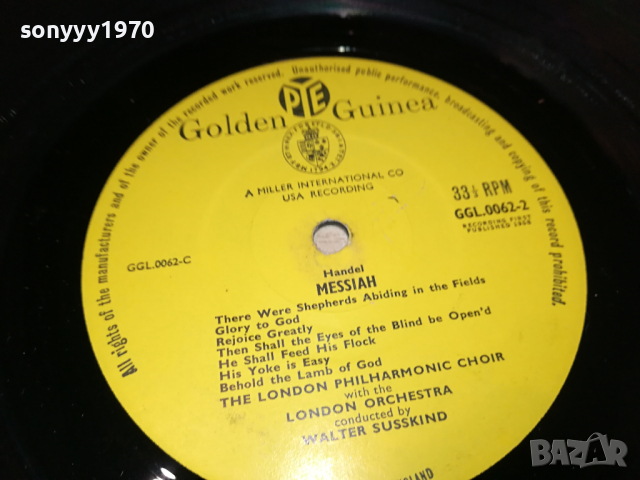 sonyyy1970
All rights of the manufacturers and of the owner of the recorded work reserved. Unauthorised public performance, broadcasting and copying of this record prohibited.
PYE
Golden Guinea
A MILLER INTERNATIONAL CO
USA RECORDING
33⅓ RPM
GGL.0062-2
RECORDING FIRST
PUBLISHED 1958
GGL.0062-C
Handel
MESSIAH
There Were Shepherds Abiding in the Fields
Glory to God
Rejoice Greatly
Then Shall the Eyes of the Blind be Open'd
He Shall Feed His Flock
His Yoke is Easy
Behold the Lamb of God
THE LONDON PHILHARMONIC CHOIR
with the
LONDON ORCHESTRA
conducted by
WALTER SUSSKIND
BAZAR